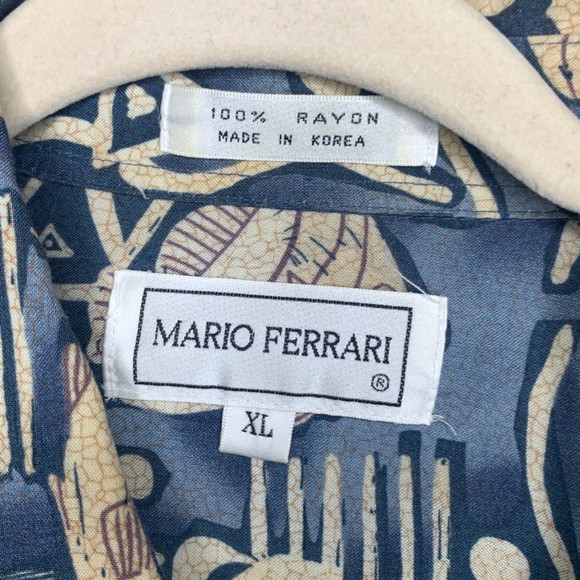 100% RAYON
MADE IN KOREA
MARIO FERRARI
®
XL